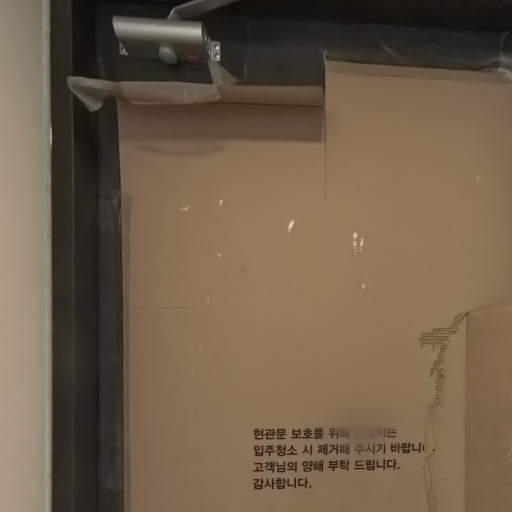 현관문 보호를 위해
입주청소 시 제거해 주시기 바랍니다.
고객님의 양해 부탁 드립니다.
감사합니다.